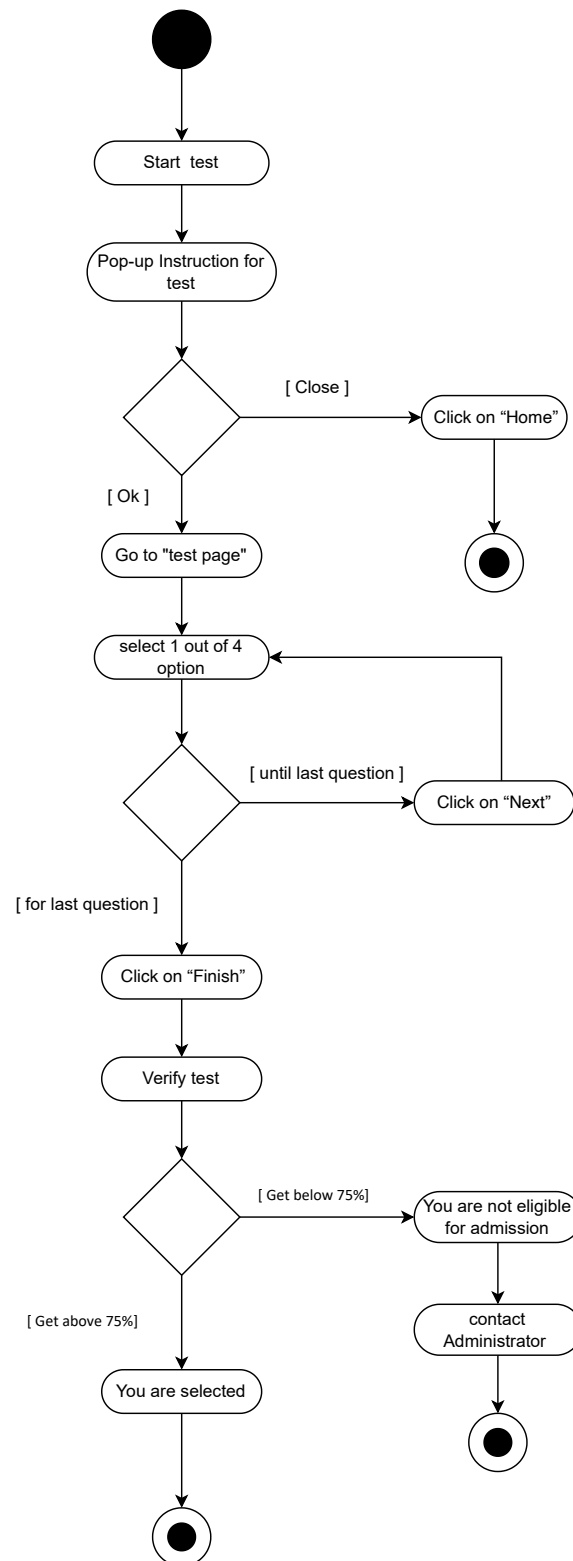 Start  test
Pop-up Instruction for
test
[ Close ]
Click on “Home”
[ Ok ]
Go to "test page"
select 1 out of 4
option
[ until last question ]
Click on “Next”
[ for last question ]
Click on “Finish”
Verify test
[ Get below 75%]
You are not eligible
for admission
[ Get above 75%]
contact
Administrator
You are selected